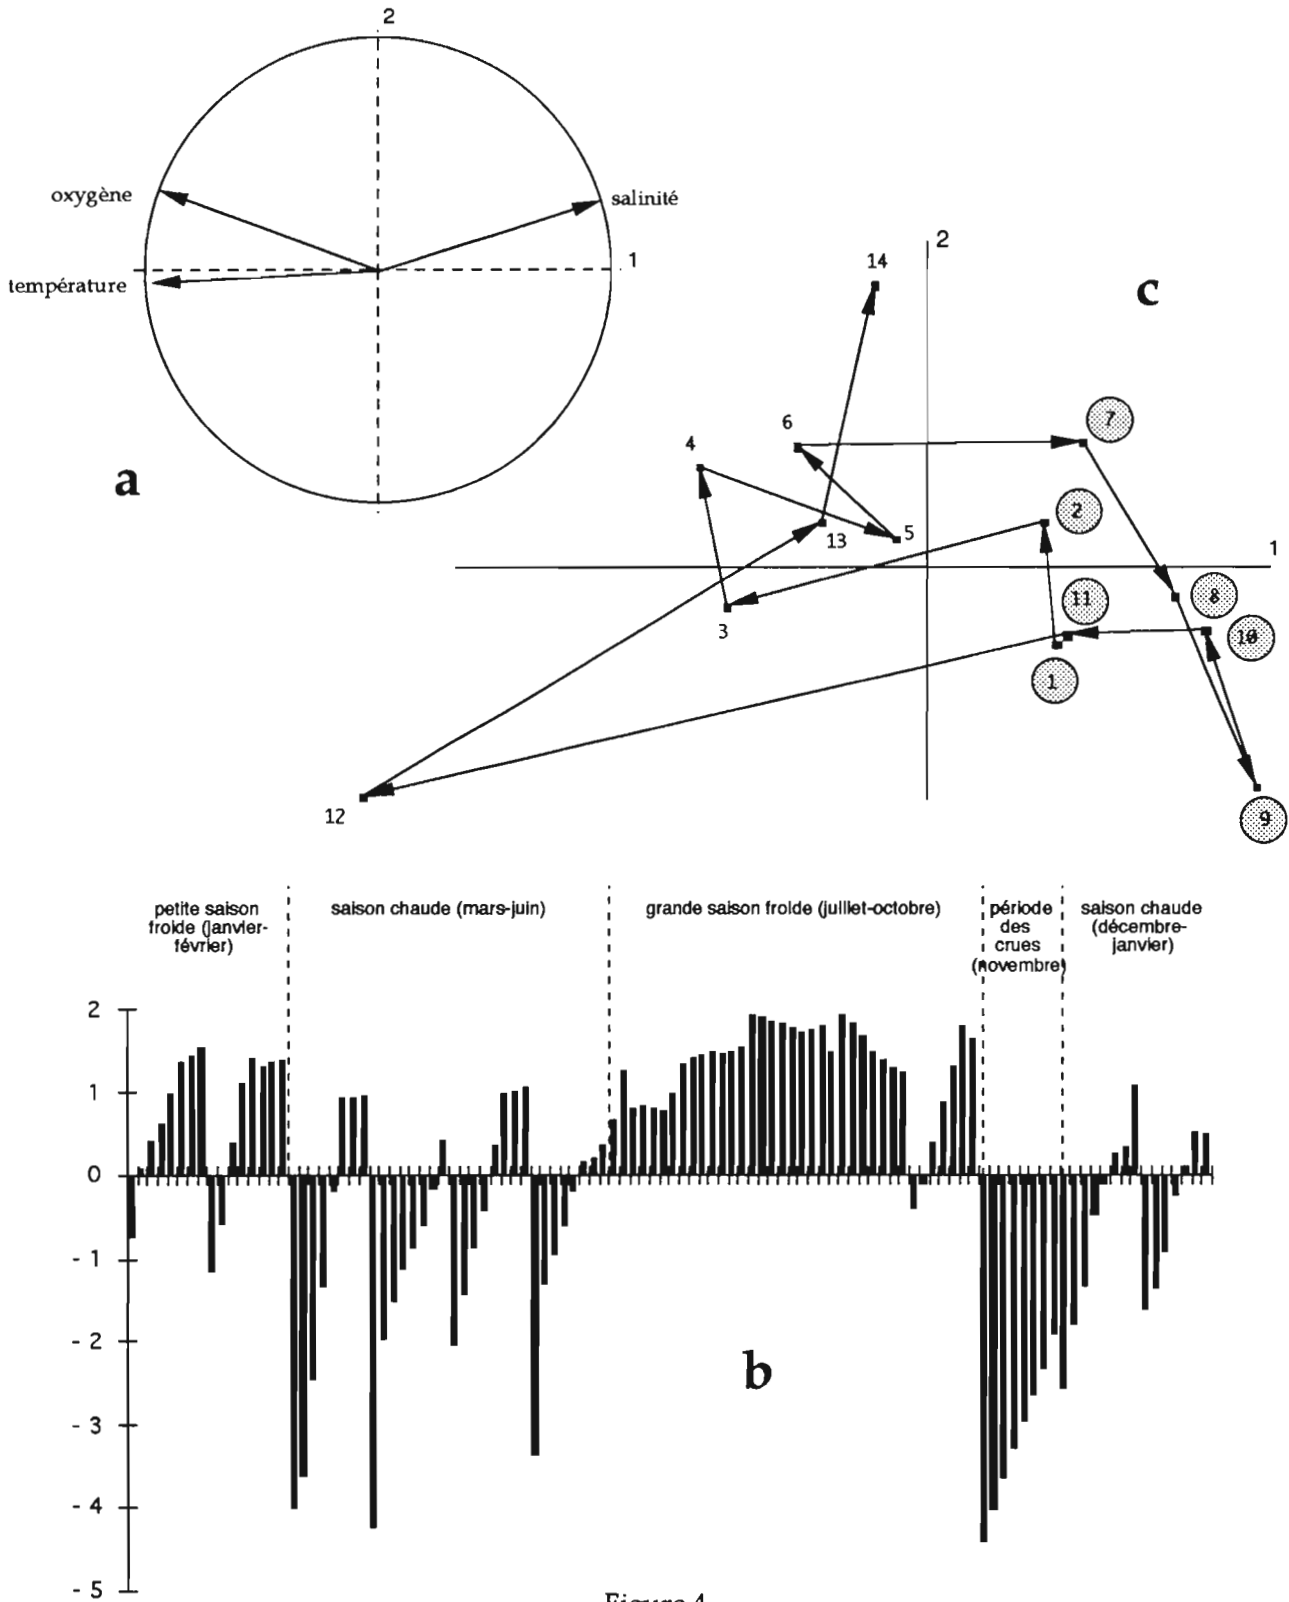 2
oxygène
salinité
1
température
a
2
14
c
6
7
4
2
13
5
1
11
8
3
10
1
12
9
petite saison
froide (janvier-
février)
saison chaude (mars-juin)
grande saison froide (juillet-octobre)
période
des
crues
(novembre)
saison chaude
(décembre-
janvier)
2
1
0
- 1
- 2
b
- 3
- 4
- 5
Figure 4